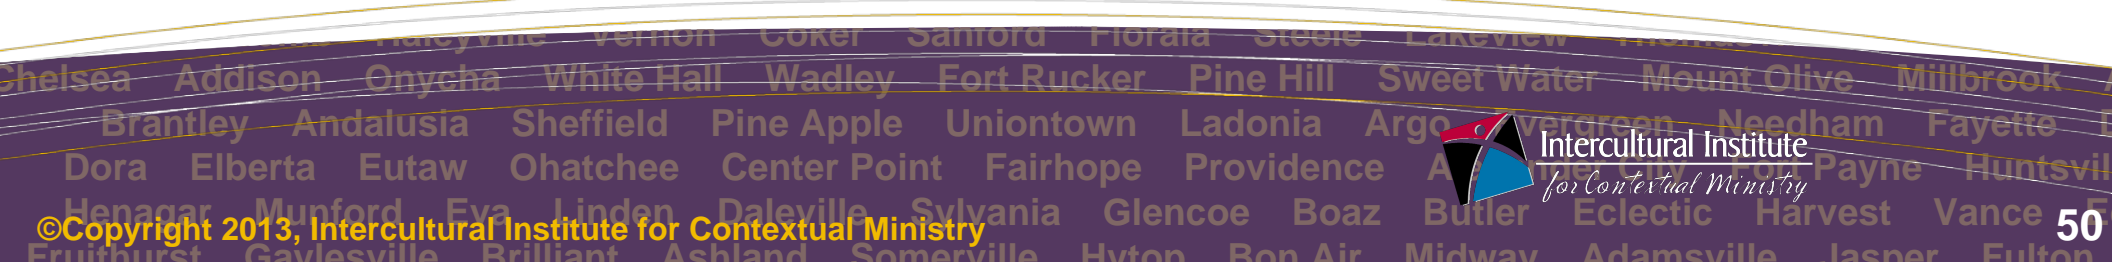 Haleyville Vernon Coker Sanford Florala Steele Lakeview
Chelsea Addison Onycha White Hall Wadley Fort Rucker Pine Hill Sweet Water Mount Olive Millbrook
Brantley Andalusia Sheffield Pine Apple Uniontown Ladonia Argo Evergreen Needham Fayette
Intercultural Institute
for Contextual Ministry
Dora Elberta Eutaw Ohatchee Center Point Fairhope Providence Alexander City Fort Payne Huntsvil
Henagar Munford Eva Linden Daleville Sylvania Glencoe Boaz Butler Eclectic Harvest Vance
©Copyright 2013, Intercultural Institute for Contextual Ministry
50
Fruithurst Gaylesville Brilliant Ashland Somerville Hytop Bon Air Midway Adamsville Jasper Fulton